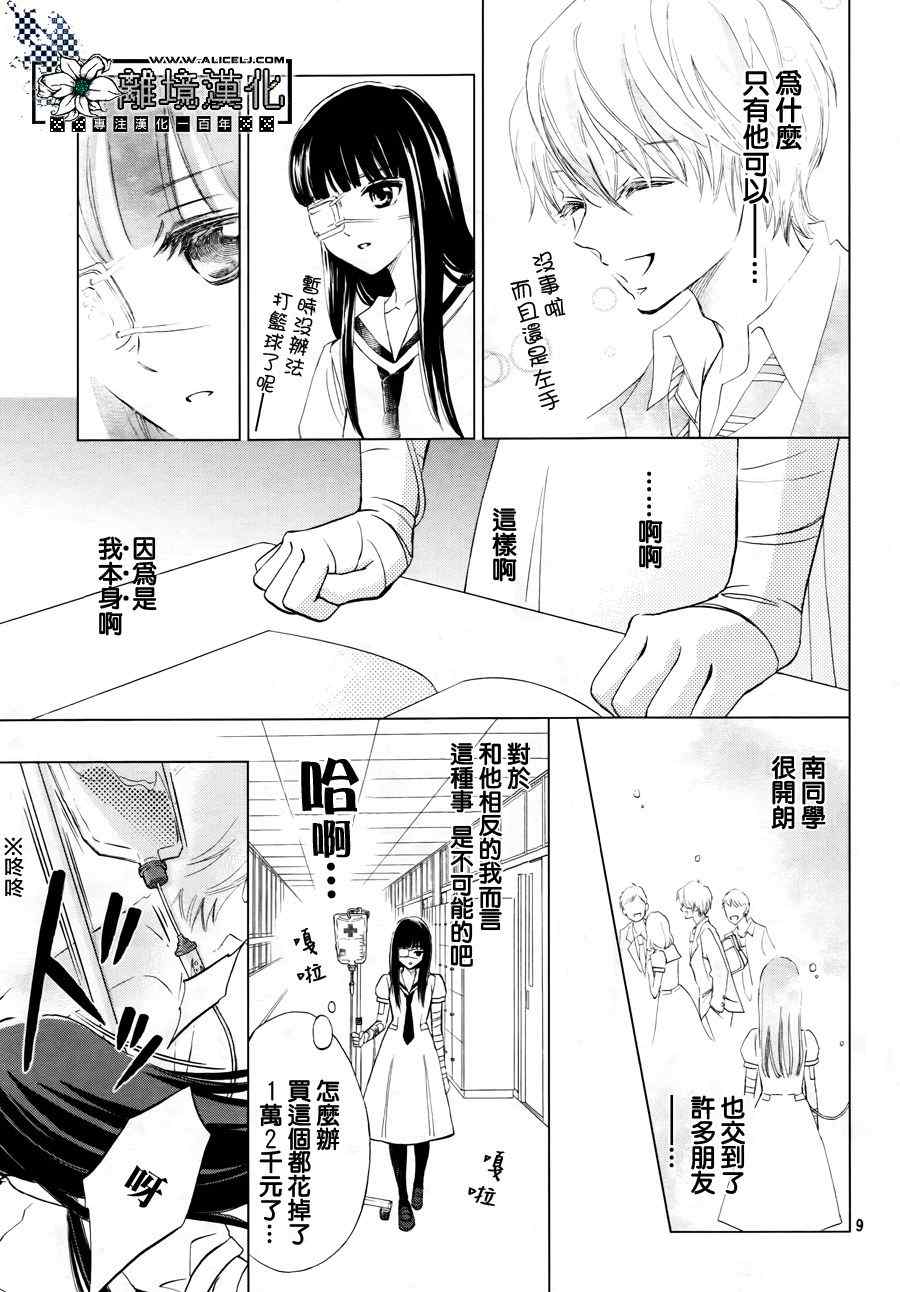 WWW.ALICELJ.COM
離境漢化
專注漢化一百年
為什麼
只有他可以——…
沒事啦
而且還是左手
暫時沒辦法
打籃球了呢——
……啊啊
這樣啊
因為是
我本身啊
南同學
很開朗
也交到了
許多朋友
——…
對於
和他相反的我而言
這種事 是不可能的吧
哈啊…
嘎啦
嘎啦
怎麼辦
買這個都花掉了
1萬2千元了…
※咚咚
呀
9